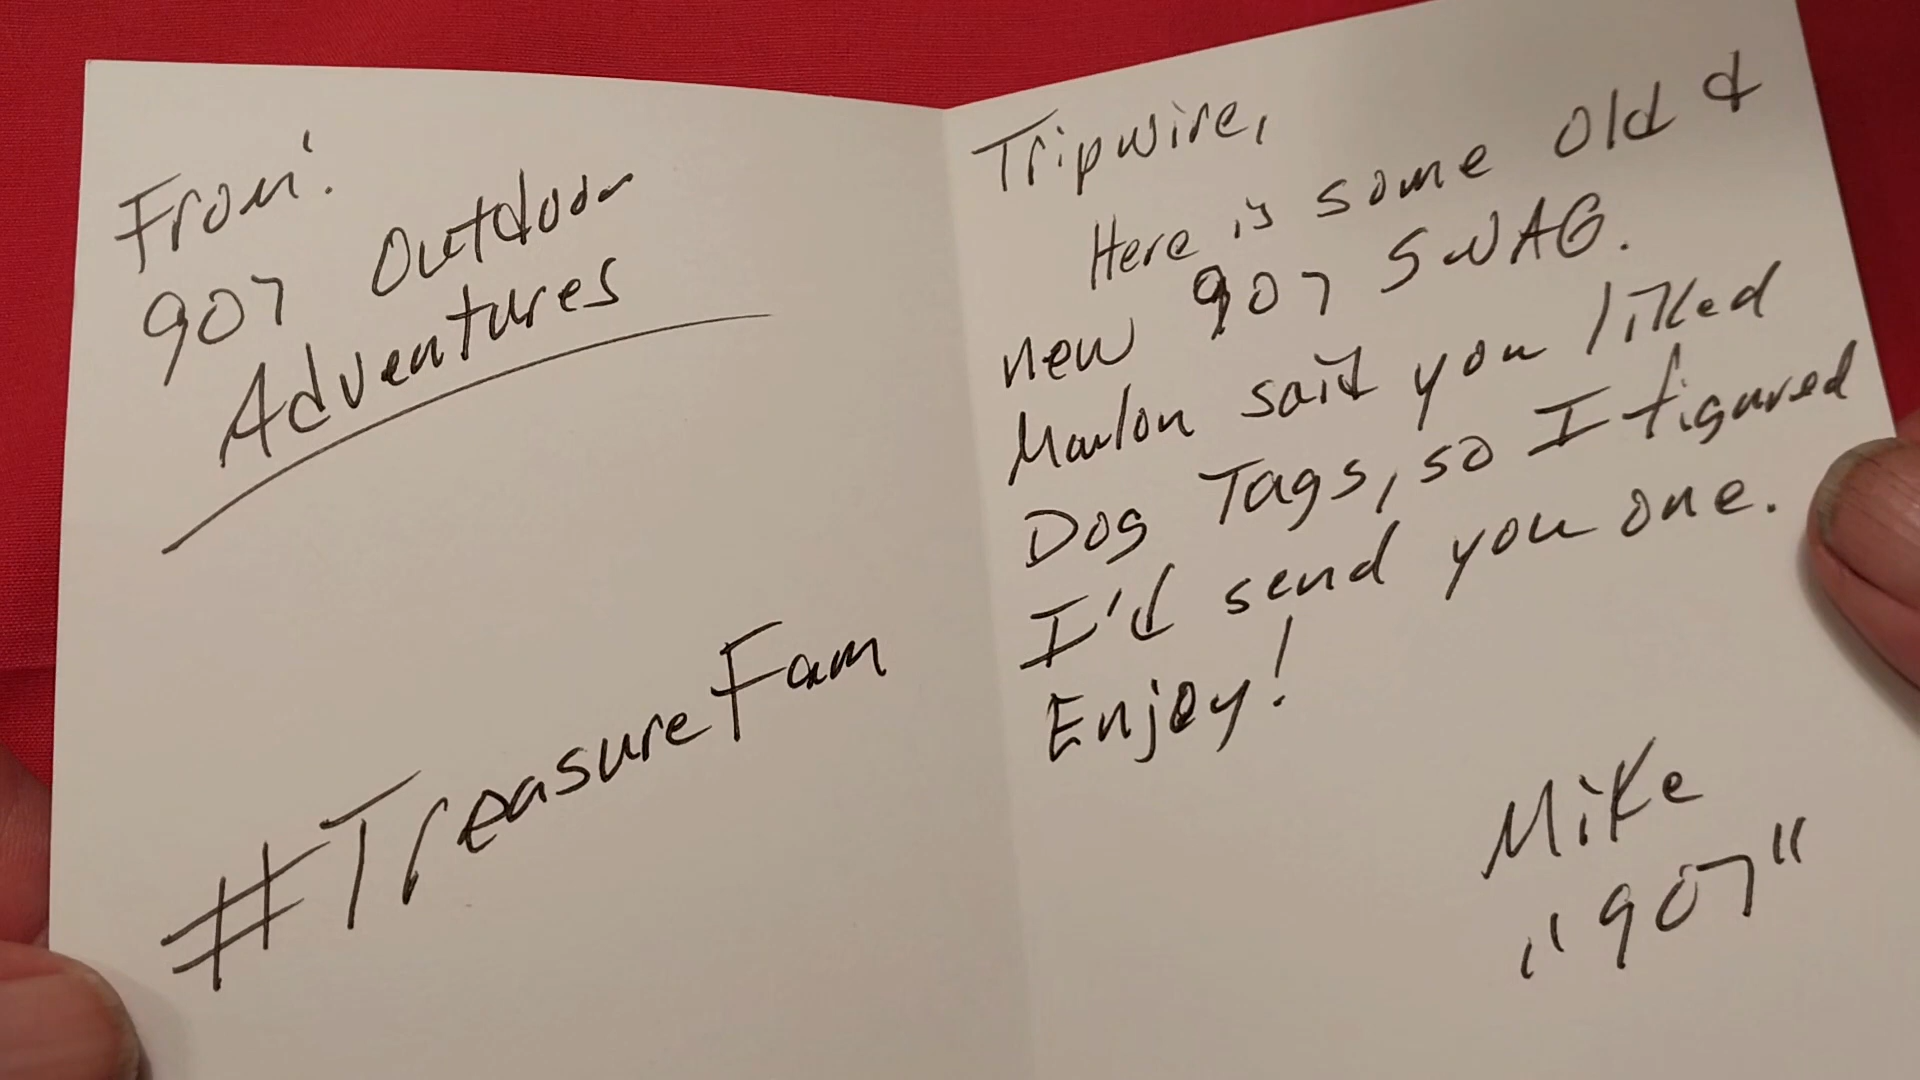 From:
907 Outdoor
Adventures
#TreasureFam
Tripwire,
Here is some old &
new 907 SWAG.
Marlon said you liked
Dog Tags, so I figured
I'd send you one.
Enjoy!
Mike
"907"